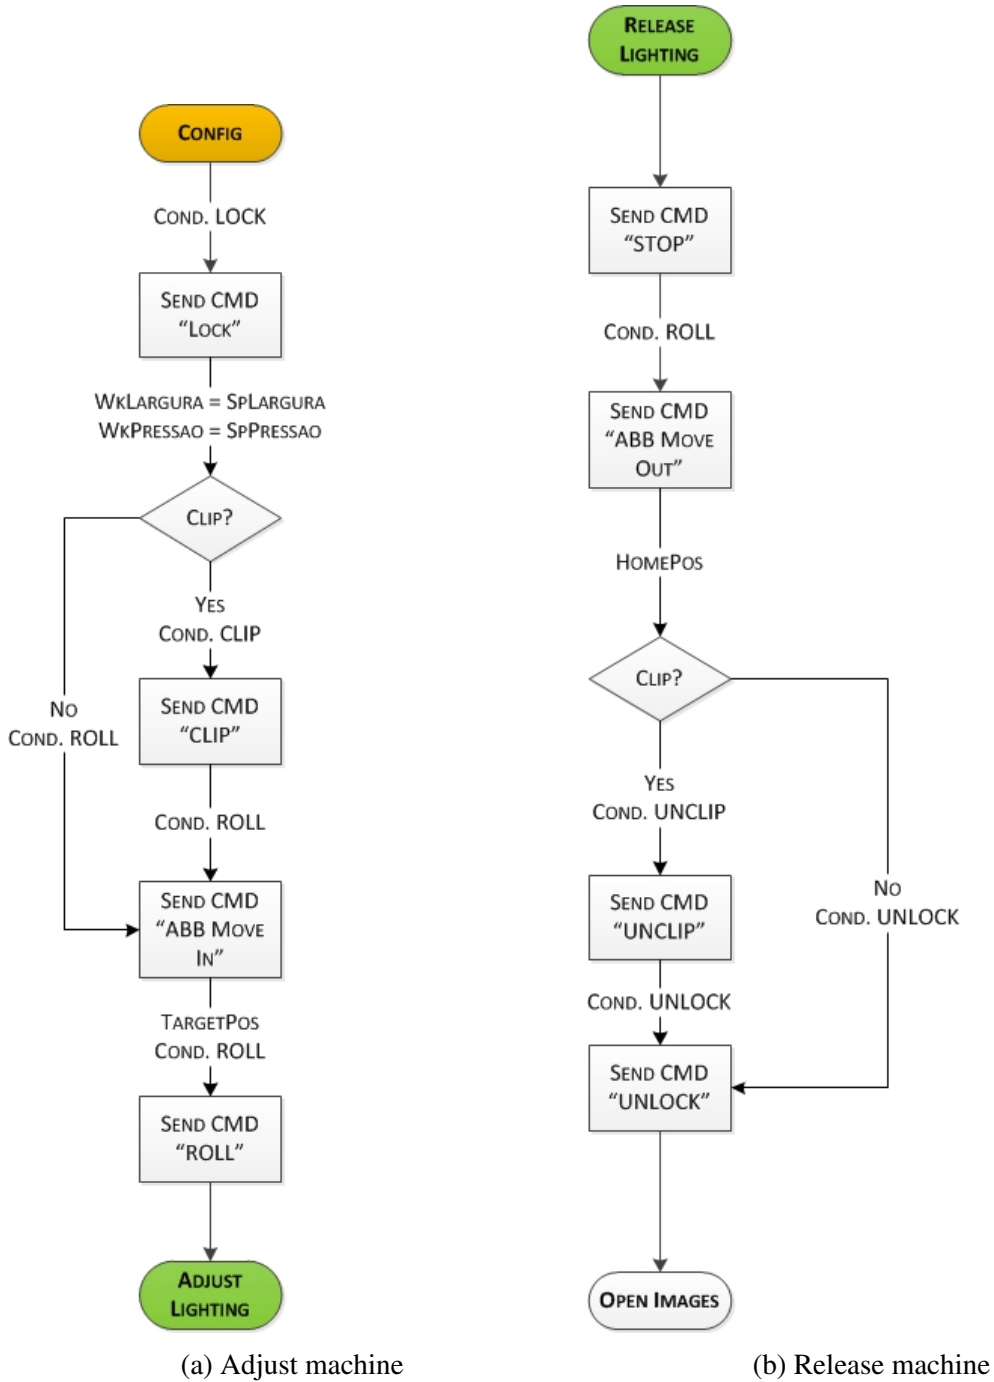 Config
Cond. LOCK
Send CMD
“Lock”
WkLargura = SpLargura
WkPressao = SpPressao
Clip?
Yes
Cond. CLIP
No
Cond. ROLL
Send CMD
“CLIP”
Cond. ROLL
Send CMD
“ABB Move
In”
TargetPos
Cond. ROLL
Send CMD
“ROLL”
Adjust
Lighting
(a) Adjust machine
Release
Lighting
Send CMD
“STOP”
Cond. ROLL
Send CMD
“ABB Move
Out”
HomePos
Clip?
Yes
Cond. UNCLIP
No
Cond. UNLOCK
Send CMD
“UNCLIP”
Cond. UNLOCK
Send CMD
“UNLOCK”
Open Images
(b) Release machine